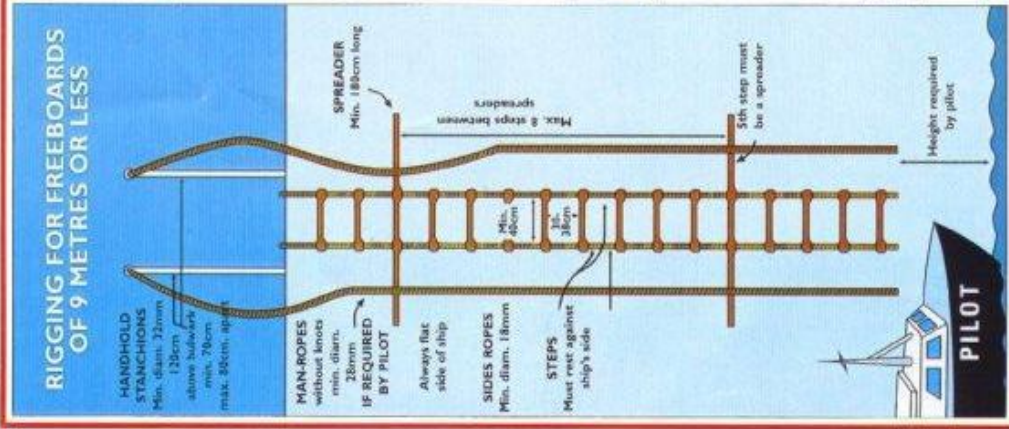 RIGGING FOR FREEBOARDS
OF 9 METRES OR LESS
HANDHOLD
STANCHIONS
Min. diam. 32mm
120cm
above bulwark
min. 70cm
max. 80cm. apart
MAN-ROPES
without knots
min. diam.
28mm
IF REQUIRED
BY PILOT
SPREADER
Min. 180cm long
Max. 8 steps between
spreaders
Always flat
side of ship
Min.
40cm
30-
38cm
SIDES ROPES
Min. diam. 18mm
STEPS
Must rest against
ship's side
5th step must
be a spreader
Height required
by pilot
PILOT